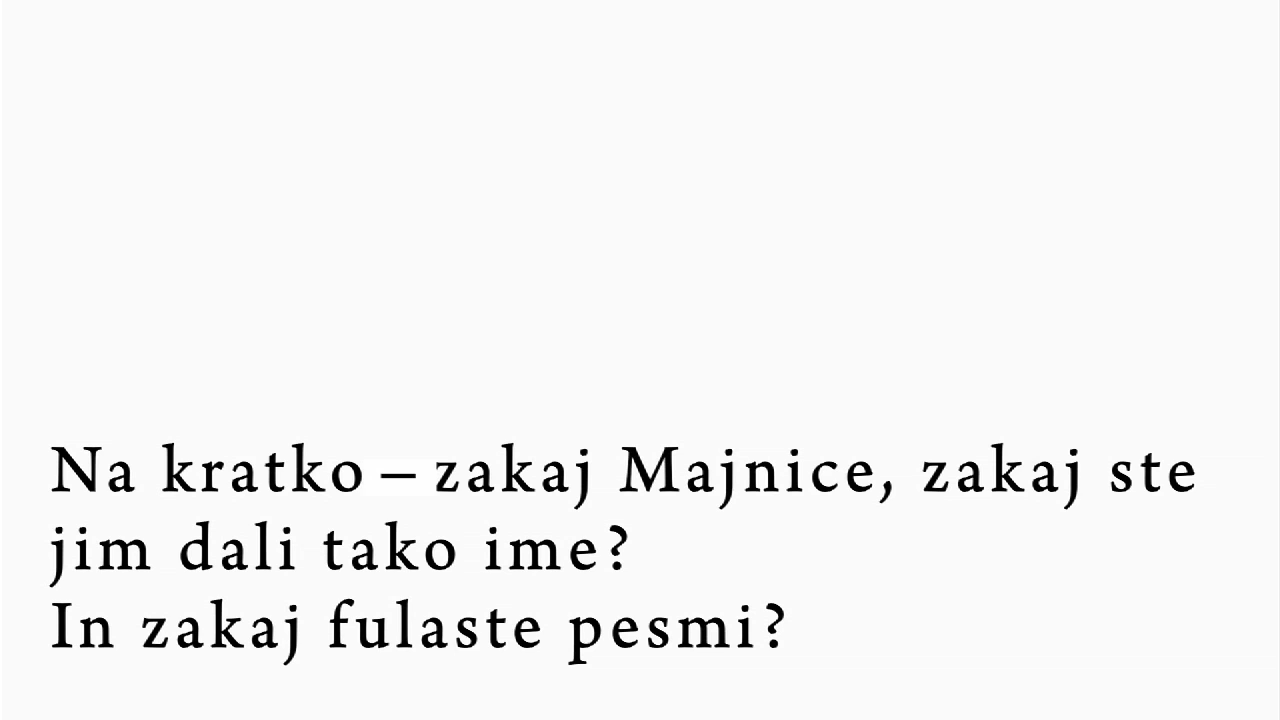 Na kratko – zakaj Majnice, zakaj ste
jim dali tako ime?
In zakaj fulaste pesmi?